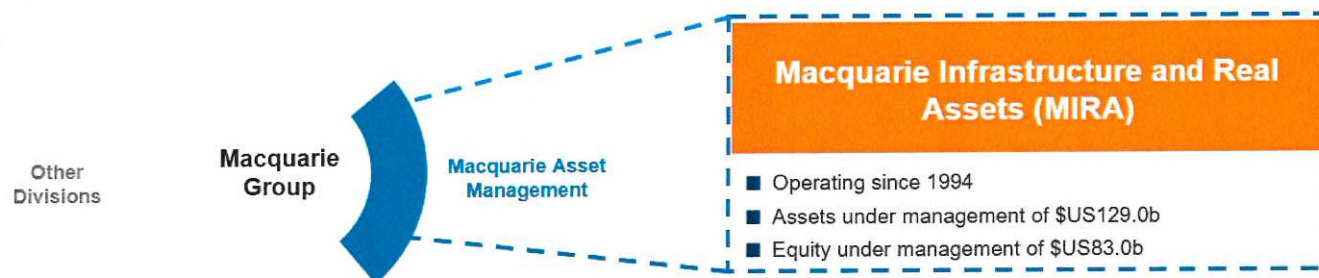 Other
Divisions
Macquarie
Group
Macquarie Asset
Management
Macquarie Infrastructure and Real
Assets (MIRA)
■ Operating since 1994
■ Assets under management of $US129.0b
■ Equity under management of $US83.0b